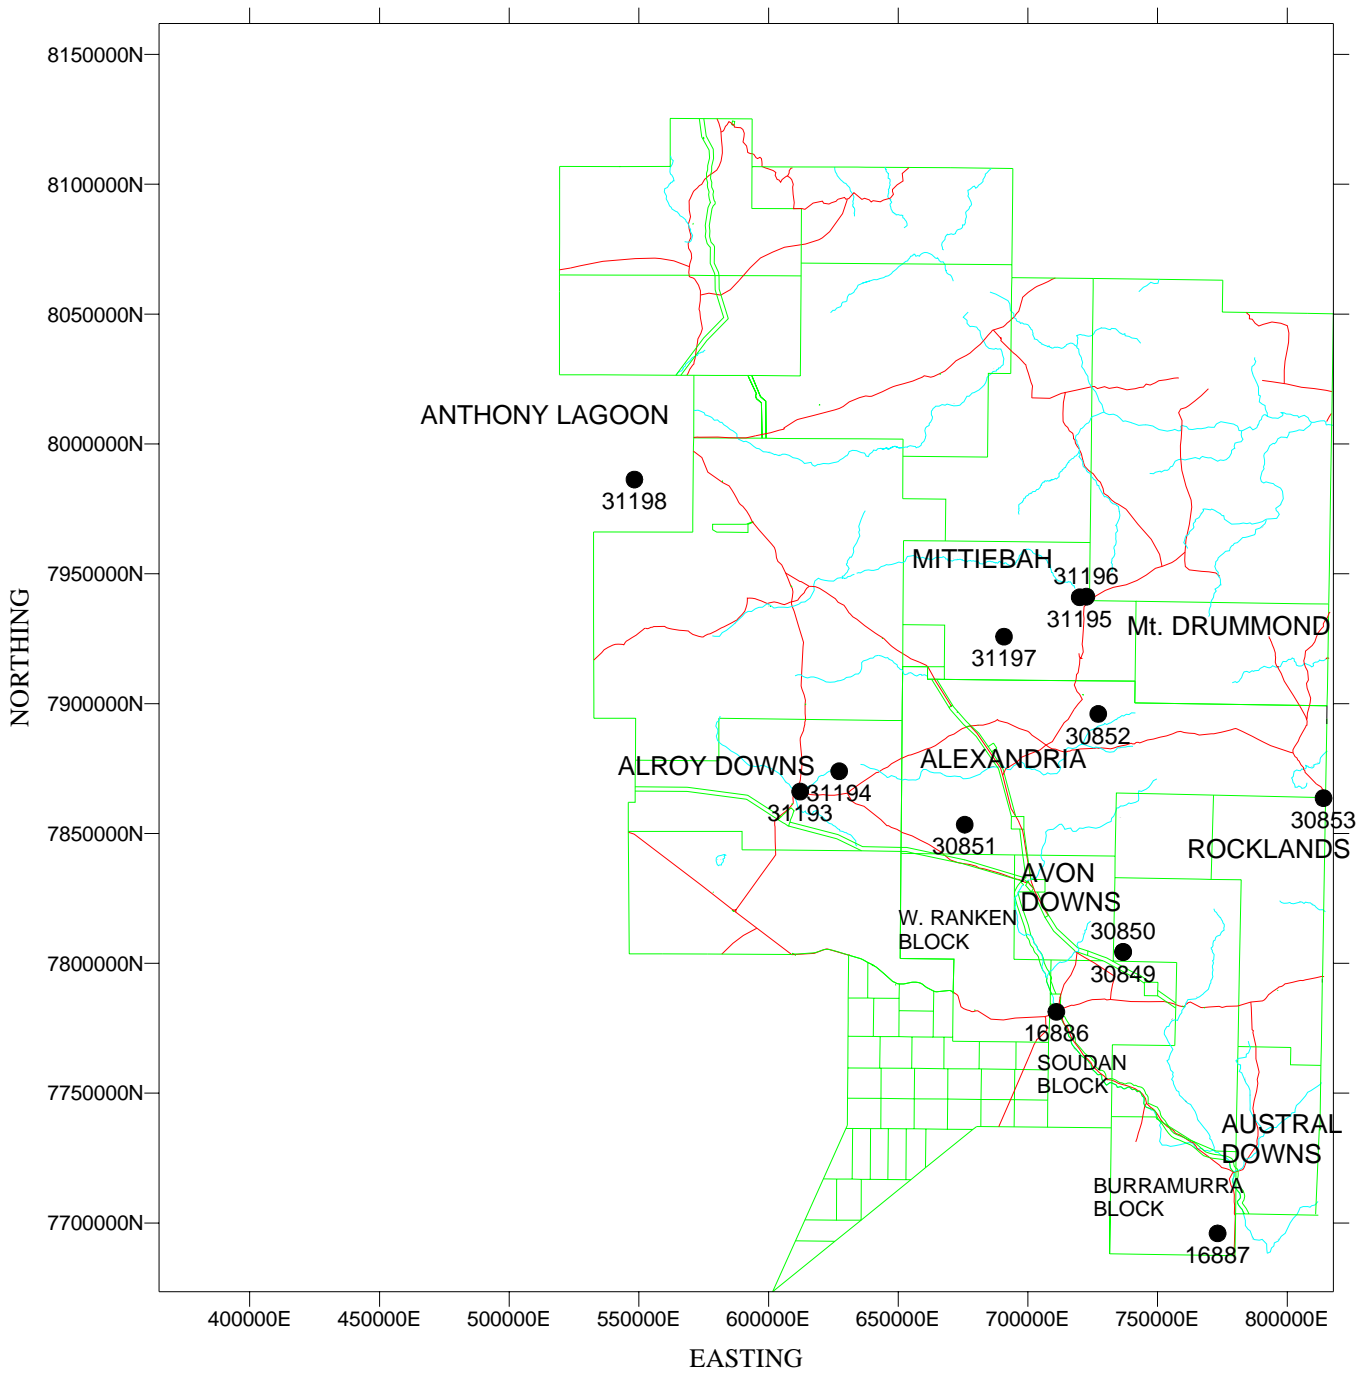 8150000N
8100000N
8050000N
ANTHONY LAGOON
8000000N
31198
MITTIEBAH
7950000N
31196
31195
Mt. DRUMMOND
31197
NORTHING
7900000N
30852
ALROY DOWNS
ALEXANDRIA
31194
31193
30853
7850000N
30851
ROCKLANDS
AVON
DOWNS
W. RANKEN
BLOCK
30850
7800000N
30849
16886
SOUDAN
BLOCK
7750000N
AUSTRAL
DOWNS
BURRAMURRA
BLOCK
7700000N
16887
400000E 450000E 500000E 550000E 600000E 650000E 700000E 750000E 800000E
EASTING